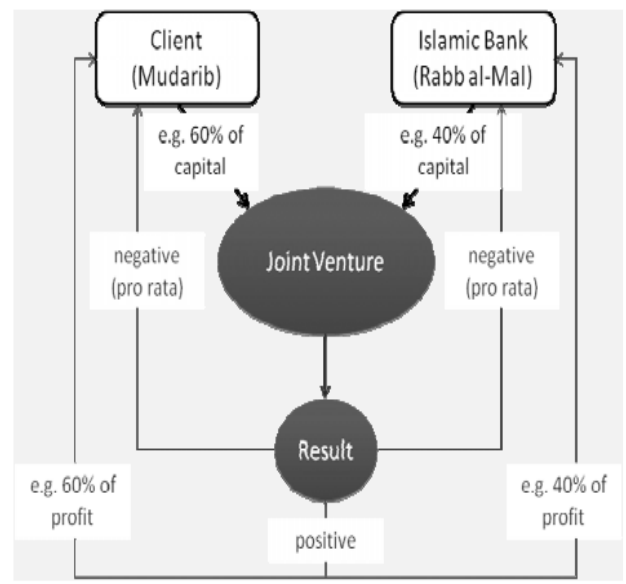 Client
(Mudarib)
Islamic Bank
(Rabb al-Mal)
e.g. 60% of
capital
e.g. 40% of
capital
Joint Venture
negative
(pro rata)
negative
(pro rata)
Result
e.g. 60% of
profit
e.g. 40% of
profit
positive